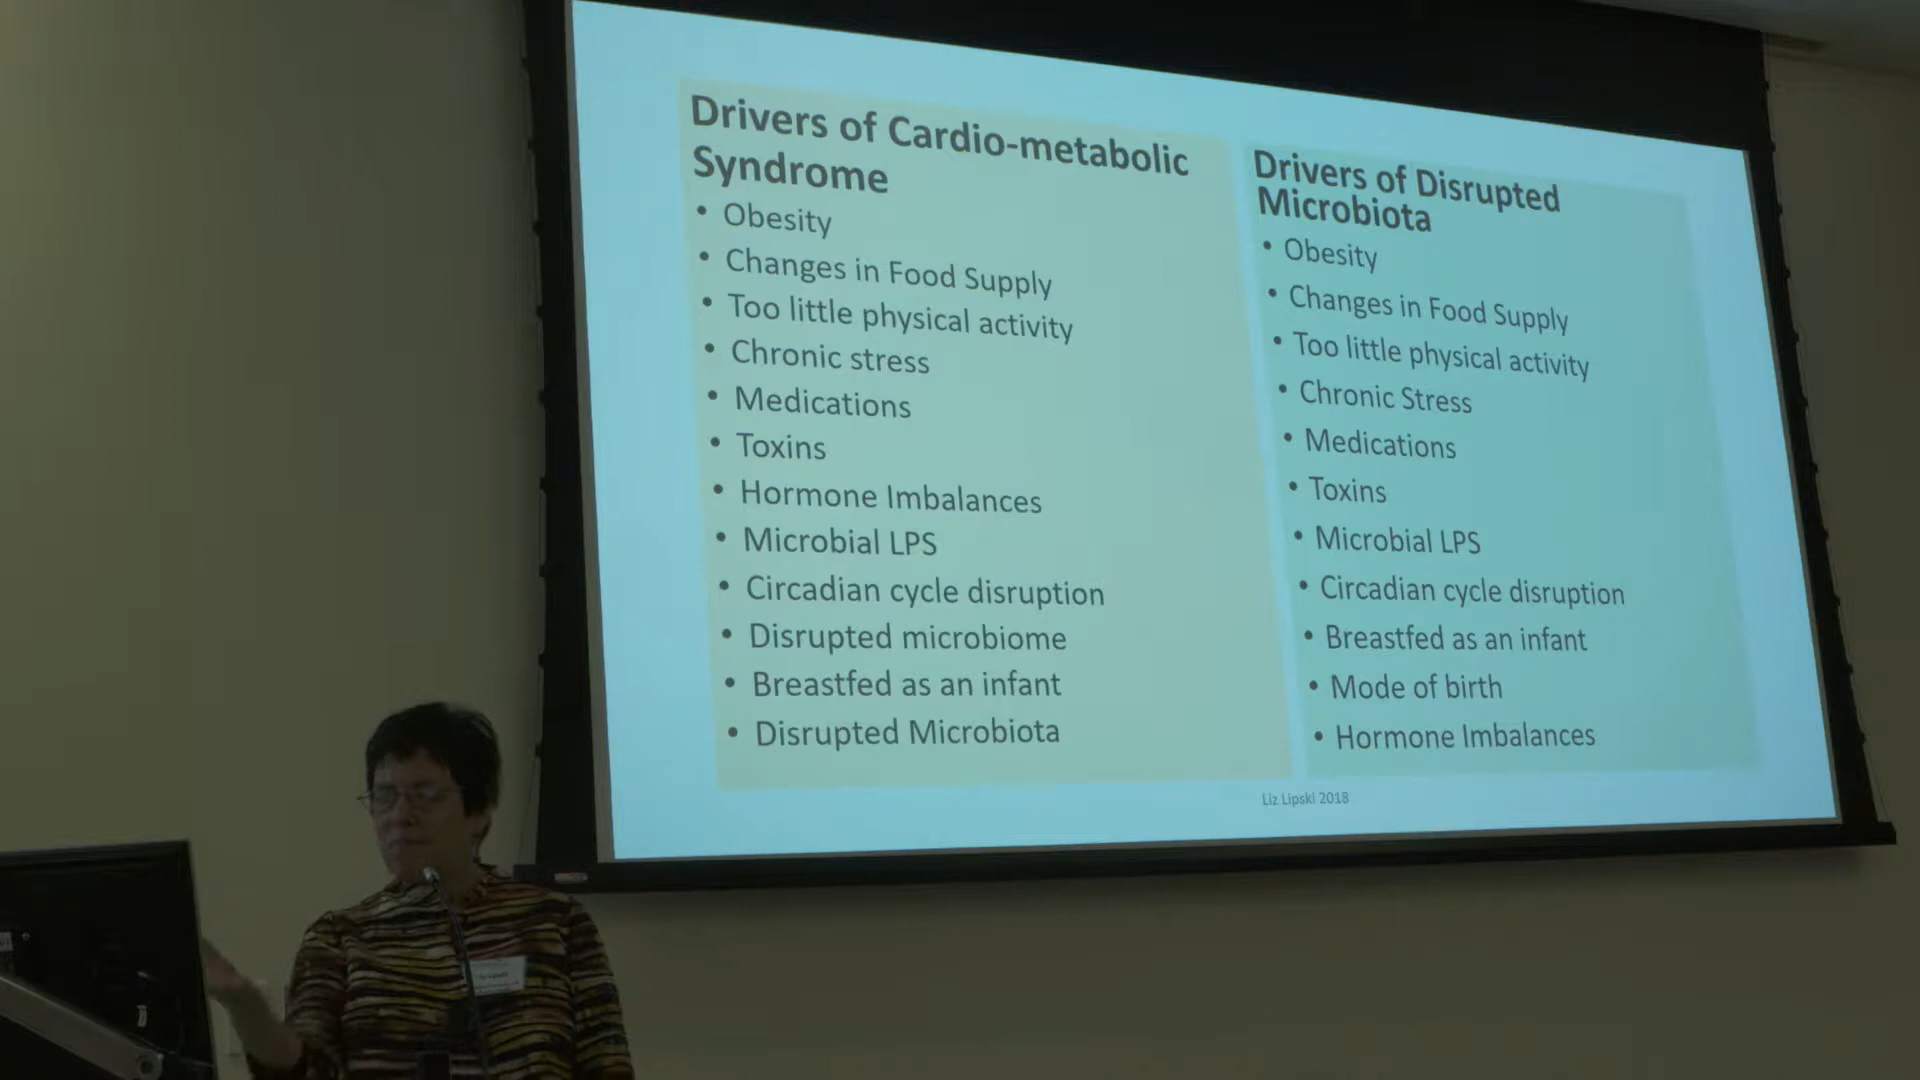 Drivers of Cardio-metabolic
Syndrome
• Obesity
• Changes in Food Supply
• Too little physical activity
• Chronic stress
• Medications
• Toxins
• Hormone Imbalances
• Microbial LPS
• Circadian cycle disruption
• Disrupted microbiome
• Breastfed as an infant
• Disrupted Microbiota
Drivers of Disrupted
Microbiota
• Obesity
• Changes in Food Supply
• Too little physical activity
• Chronic Stress
• Medications
• Toxins
• Microbial LPS
• Circadian cycle disruption
• Breastfed as an infant
• Mode of birth
• Hormone Imbalances
Liz Lipski 2018